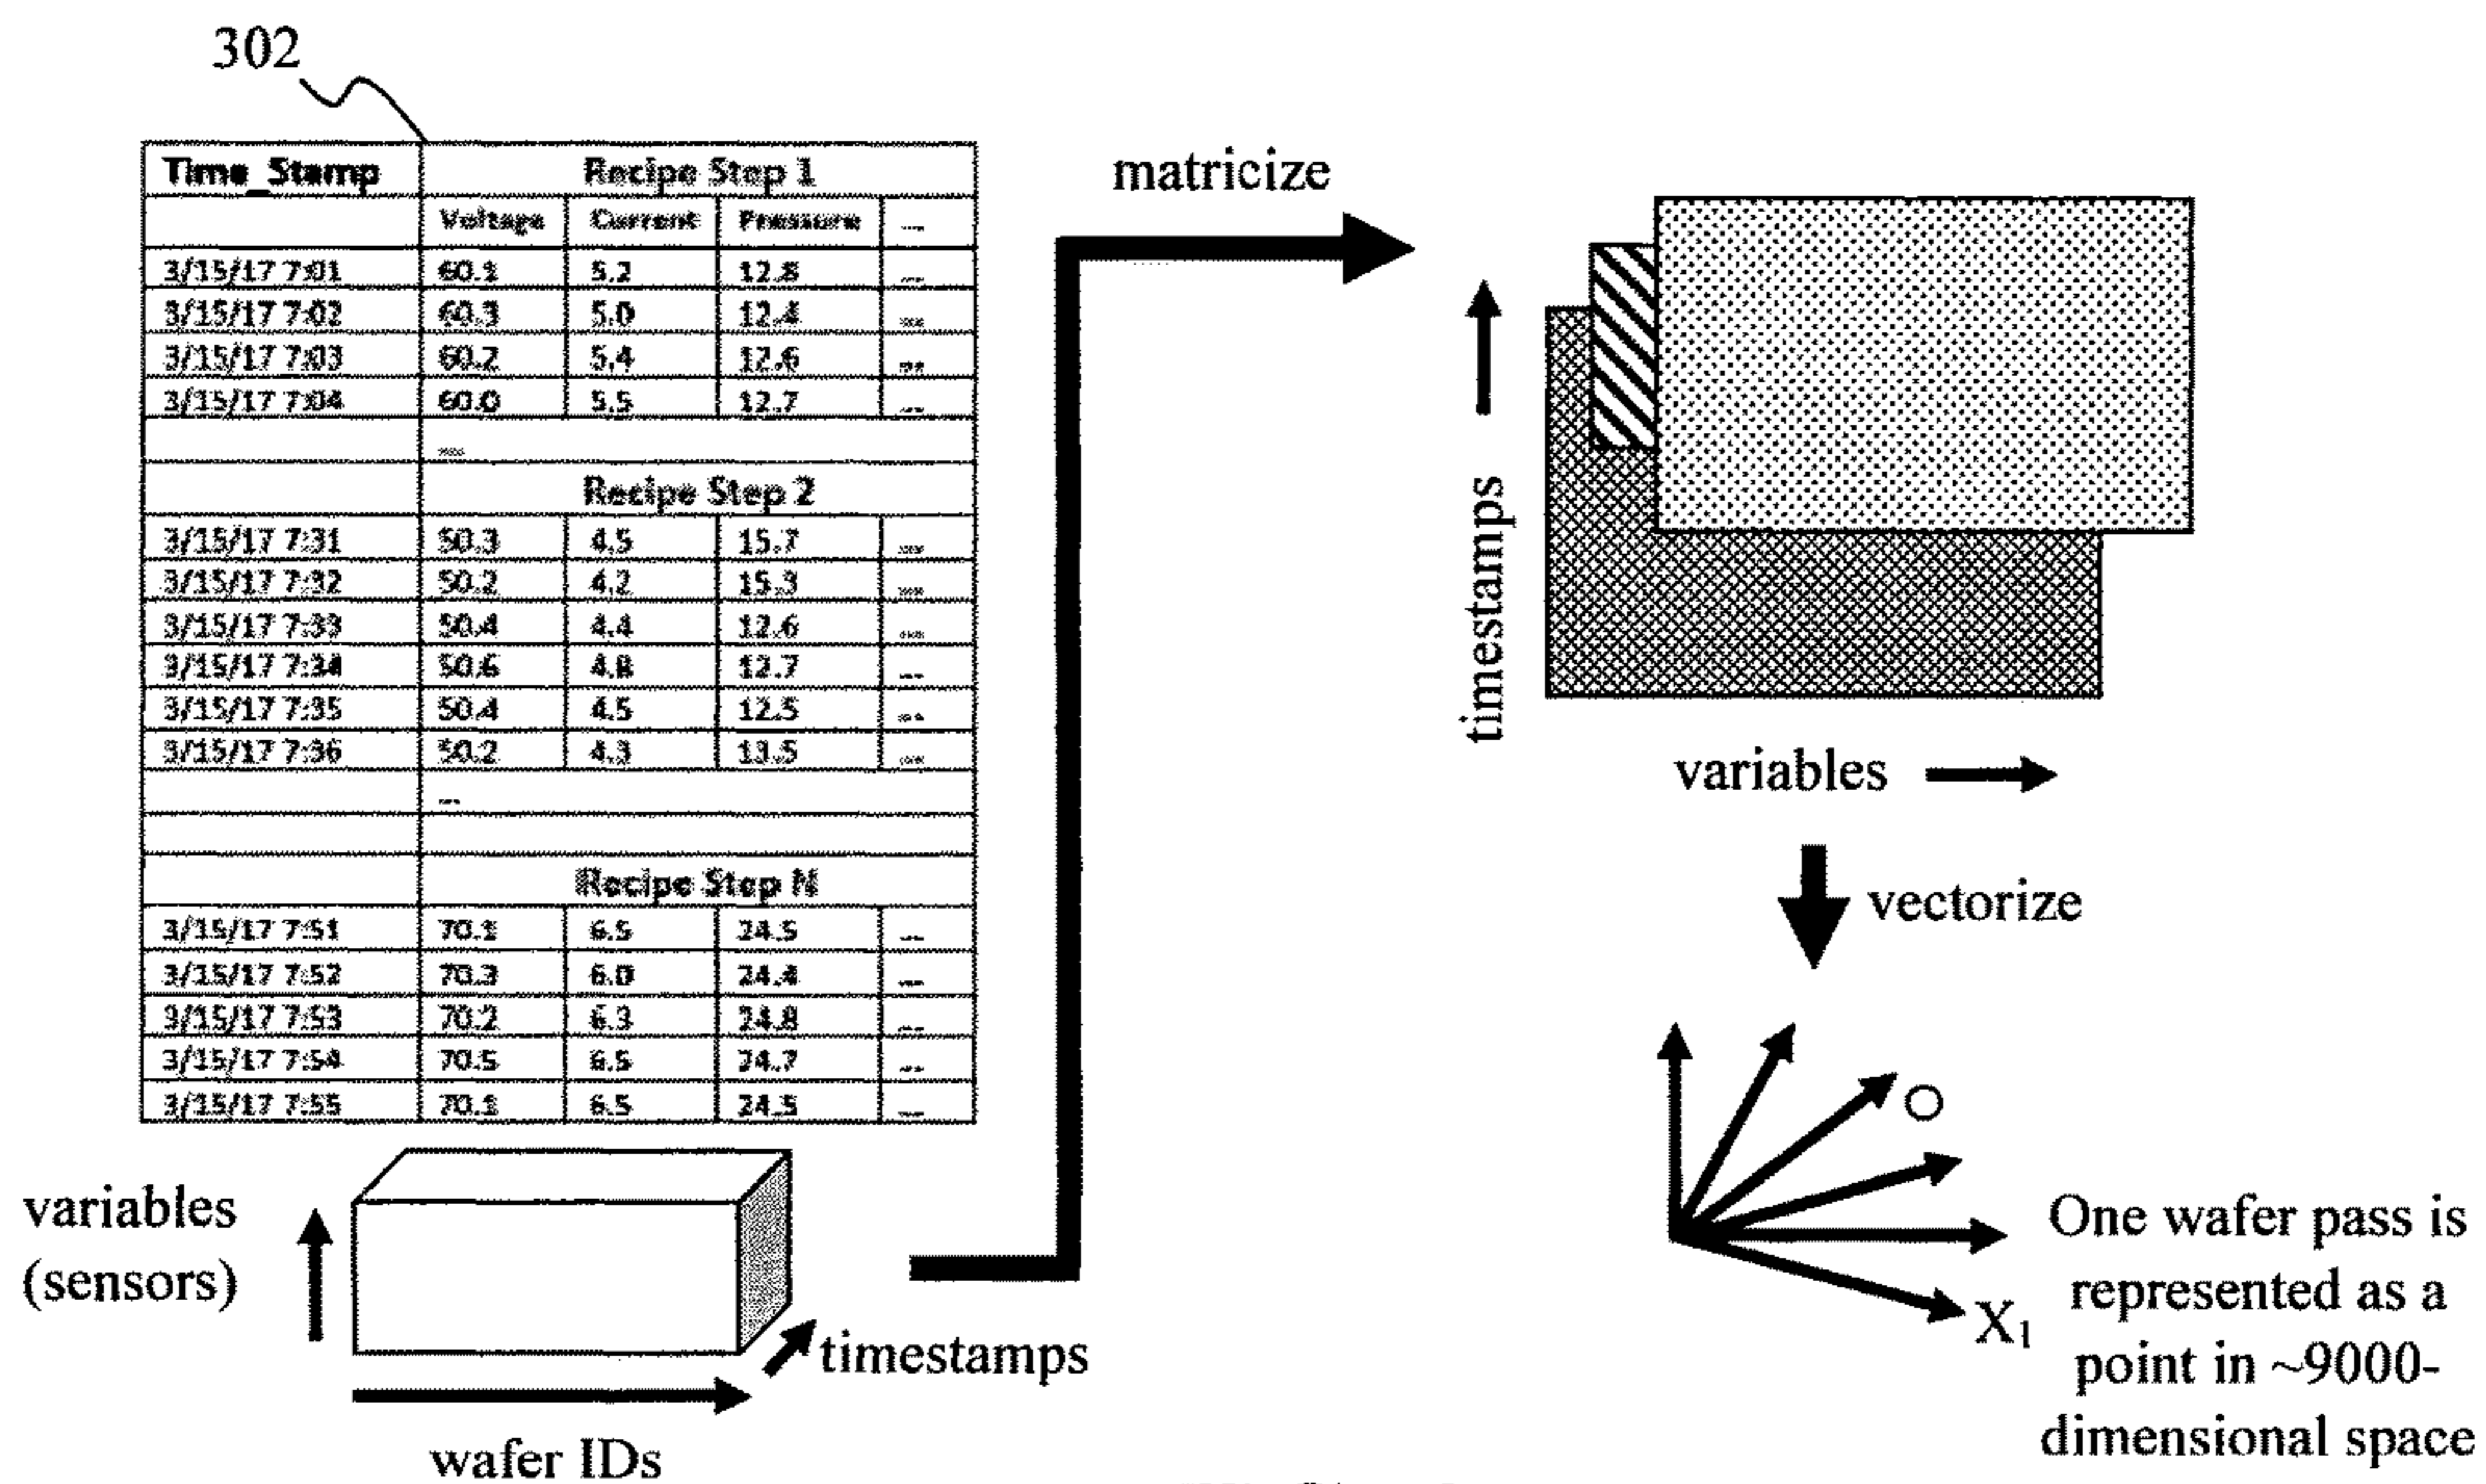 302
Time_Stamp Recipe Step 1
Voltage Current Pressure ...
3/15/17 7:01 60.1 5.2 12.8 ...
3/15/17 7:02 60.3 5.0 12.4 ...
3/15/17 7:03 60.2 5.4 12.6 ...
3/15/17 7:04 60.0 5.5 12.7 ...
...
Recipe Step 2
3/15/17 7:31 50.3 4.5 15.7 ...
3/15/17 7:32 50.2 4.2 15.3 ...
3/15/17 7:33 50.4 4.4 12.6 ...
3/15/17 7:34 50.6 4.8 12.7 ...
3/15/17 7:35 50.4 4.5 12.5 ...
3/15/17 7:36 50.2 4.3 13.5 ...
...
Recipe Step N
3/15/17 7:51 70.1 6.5 24.5 ...
3/15/17 7:52 70.3 6.0 24.4 ...
3/15/17 7:53 70.2 6.3 24.8 ...
3/15/17 7:54 70.5 6.5 24.7 ...
3/15/17 7:55 70.1 6.5 24.5 ...
variables
(sensors)
timestamps
wafer IDs
matricize
timestamps
variables
vectorize
X₁
One wafer pass is
represented as a
point in ~9000-
dimensional space